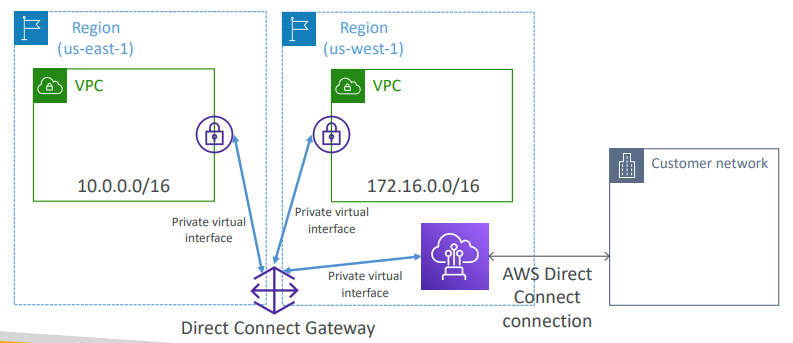 Region
(us-east-1)
Region
(us-west-1)
VPC
VPC
10.0.0.0/16
172.16.0.0/16
Customer network
Private virtual
interface
Private virtual
interface
Private virtual
interface
AWS Direct
Connect
connection
Direct Connect Gateway